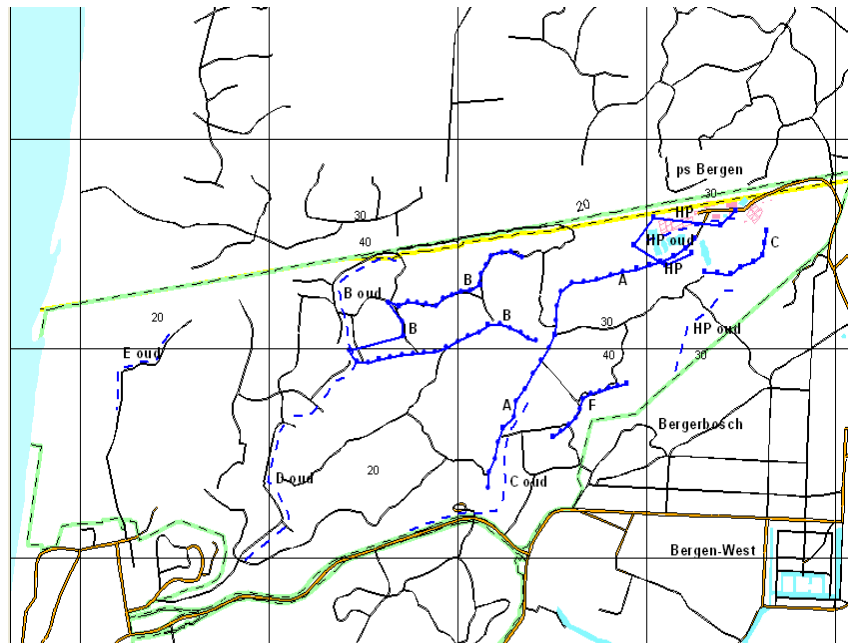 ps Bergen
30
20
HP
30
40
HP oud
C
HP
B
A
B oud
20
B
B
30
HP oud
E oud
40
30
A
F
Bergerbosch
20
D oud
C oud
Bergen-West